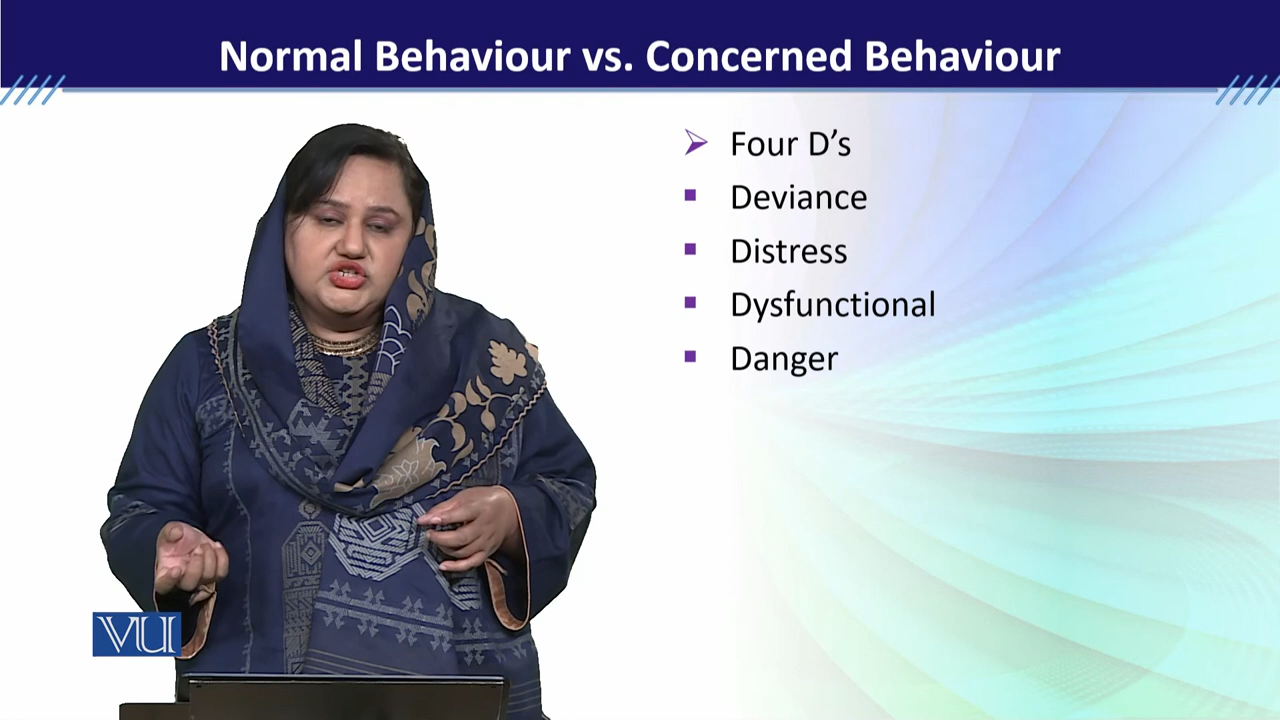 Normal Behaviour vs. Concerned Behaviour
Four D’s
Deviance
Distress
Dysfunctional
Danger
VU